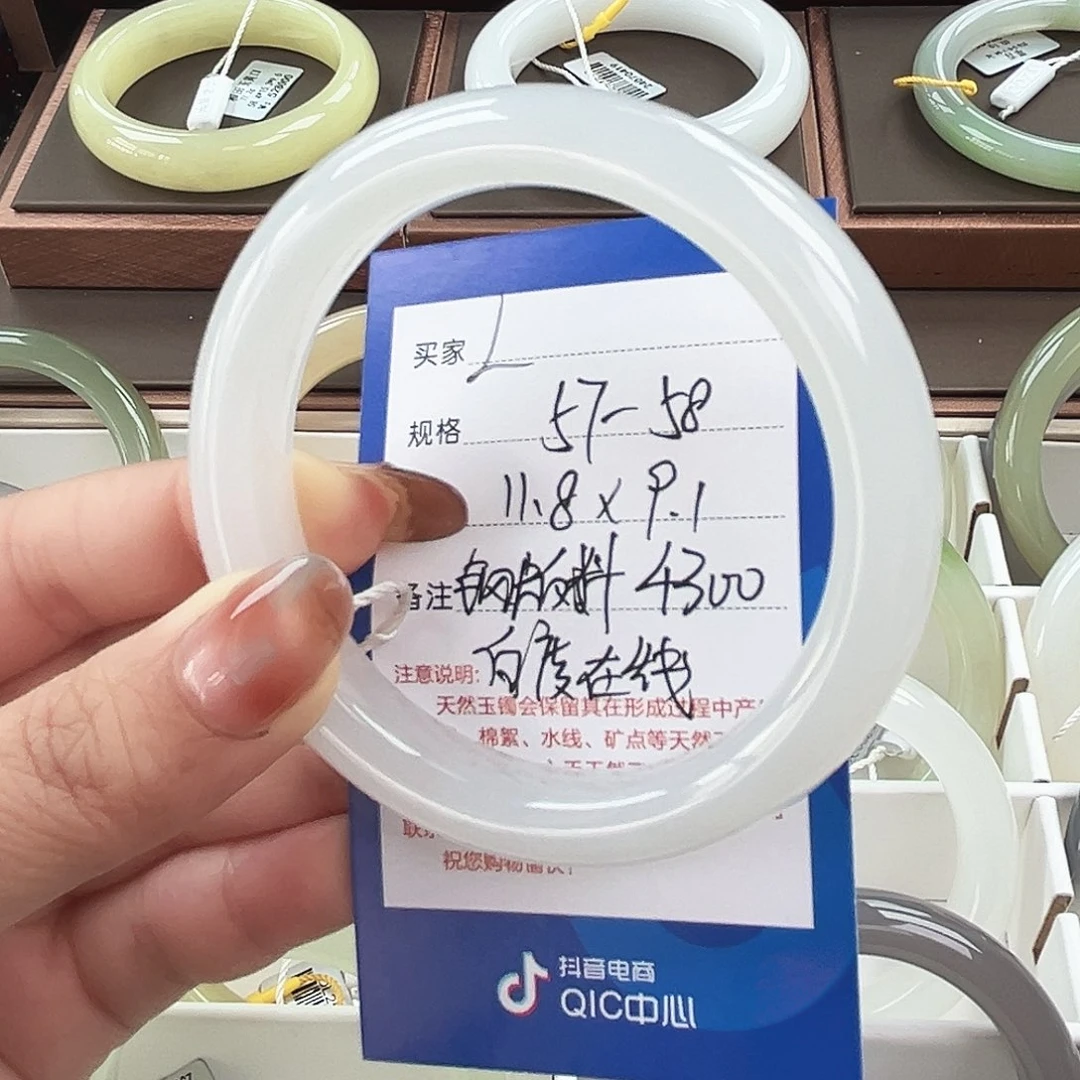 买家 L
规格 57-58
11.8 x 9.1
备注 钢板料 4300
白度在线
注意说明:
天然玉镯会保留其在形成过程中产
棉絮、水线、矿点等天然
祝您购物愉快!
抖音电商
QIC中心